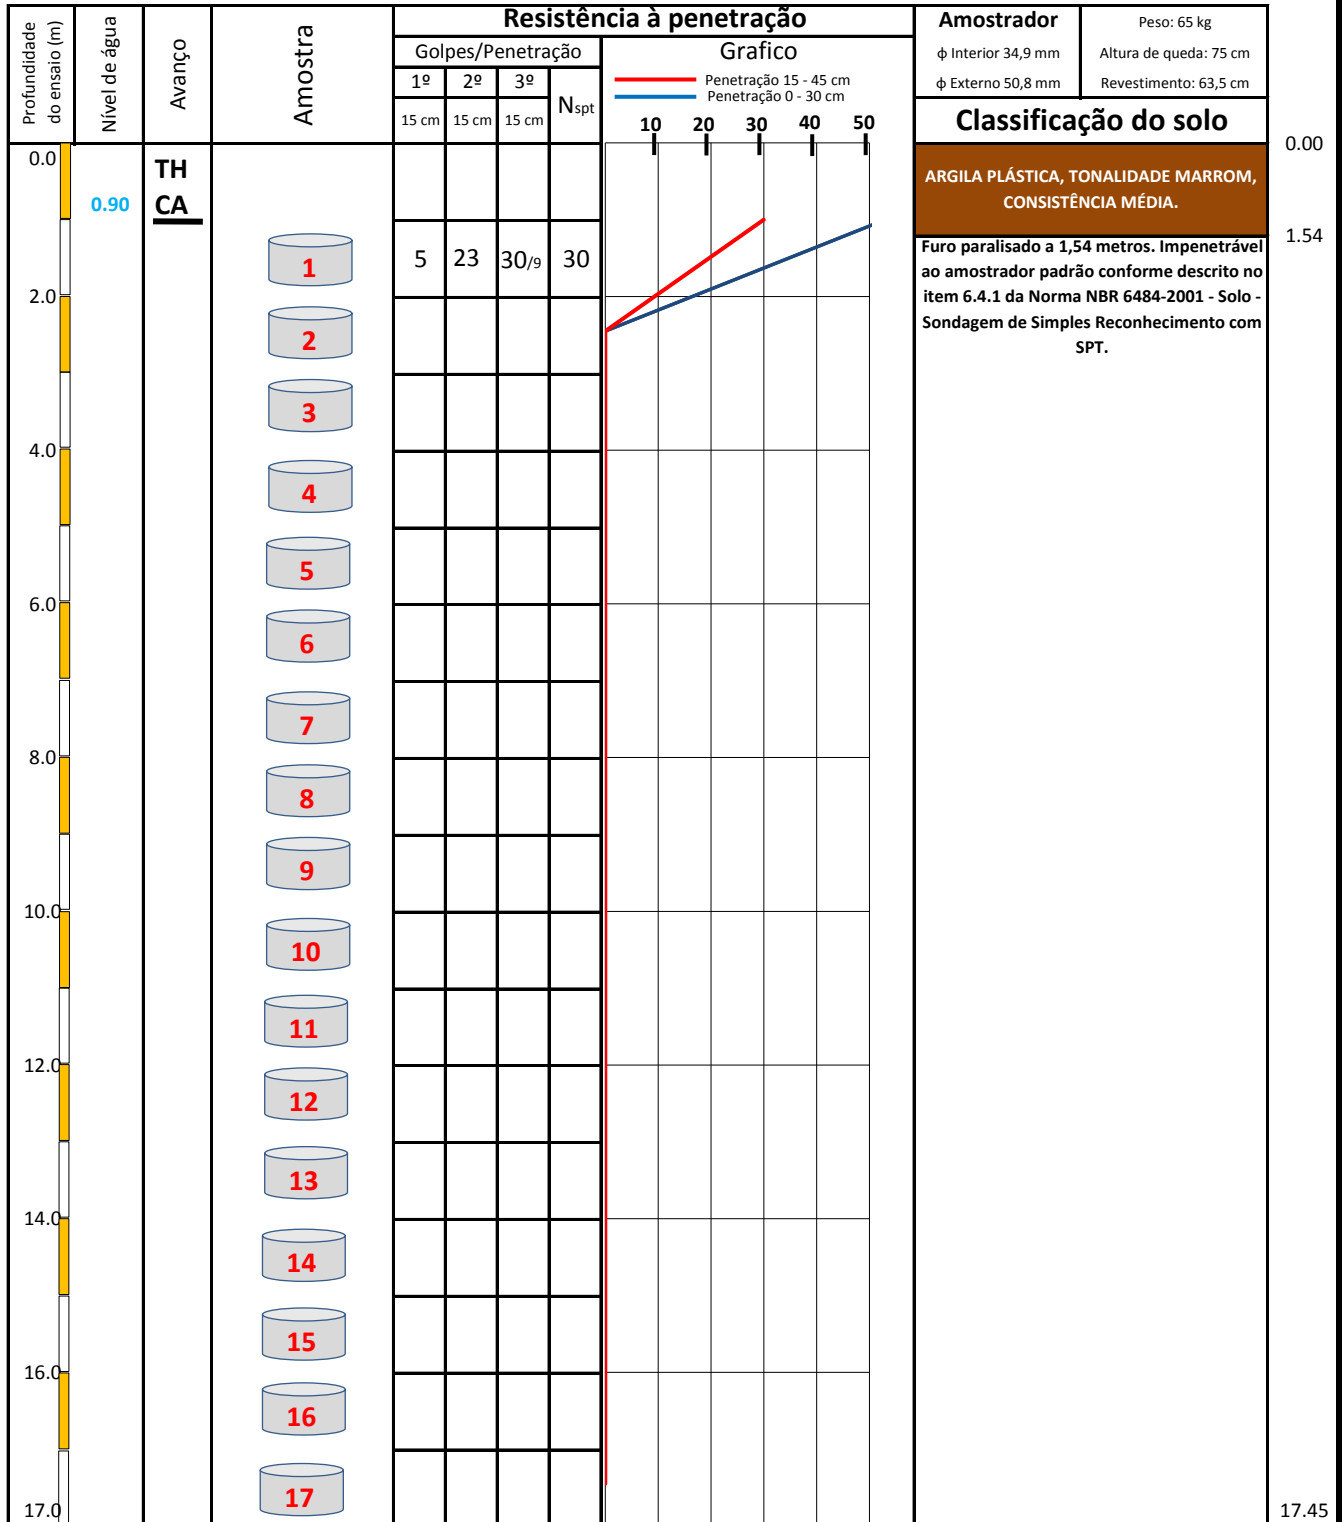 Profundidade
do ensaio (m)
Nível de água
Avanço
Amostra
Resistência à penetração
Golpes/Penetração
1º 2º 3º
15 cm 15 cm 15 cm
Nspt
Grafico
Penetração 15 - 45 cm
Penetração 0 - 30 cm
10 20 30 40 50
Amostrador
ϕ Interior 34,9 mm
ϕ Externo 50,8 mm
Peso: 65 kg
Altura de queda: 75 cm
Revestimento: 63,5 cm
Classificação do solo
0.0
0.90
TH
CA
ARGILA PLÁSTICA, TONALIDADE MARROM,
CONSISTÊNCIA MÉDIA.
0.00
1.54
1
5 23 30/9 30
Furo paralisado a 1,54 metros. Impenetrável
ao amostrador padrão conforme descrito no
item 6.4.1 da Norma NBR 6484-2001 - Solo -
Sondagem de Simples Reconhecimento com
SPT.
2.0
2
3
4.0
4
5
6.0
6
7
8.0
8
9
10.0
10
11
12.0
12
13
14.0
14
15
16.0
16
17
17.0
17.45